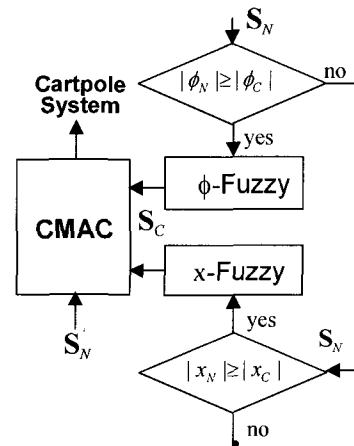 S_N
| ϕ_N | ≥ | ϕ_C |
no
Cartpole
System
yes
ϕ-Fuzzy
CMAC
S_C
x-Fuzzy
yes
S_N
S_N
| x_N | ≥ | x_C |
no